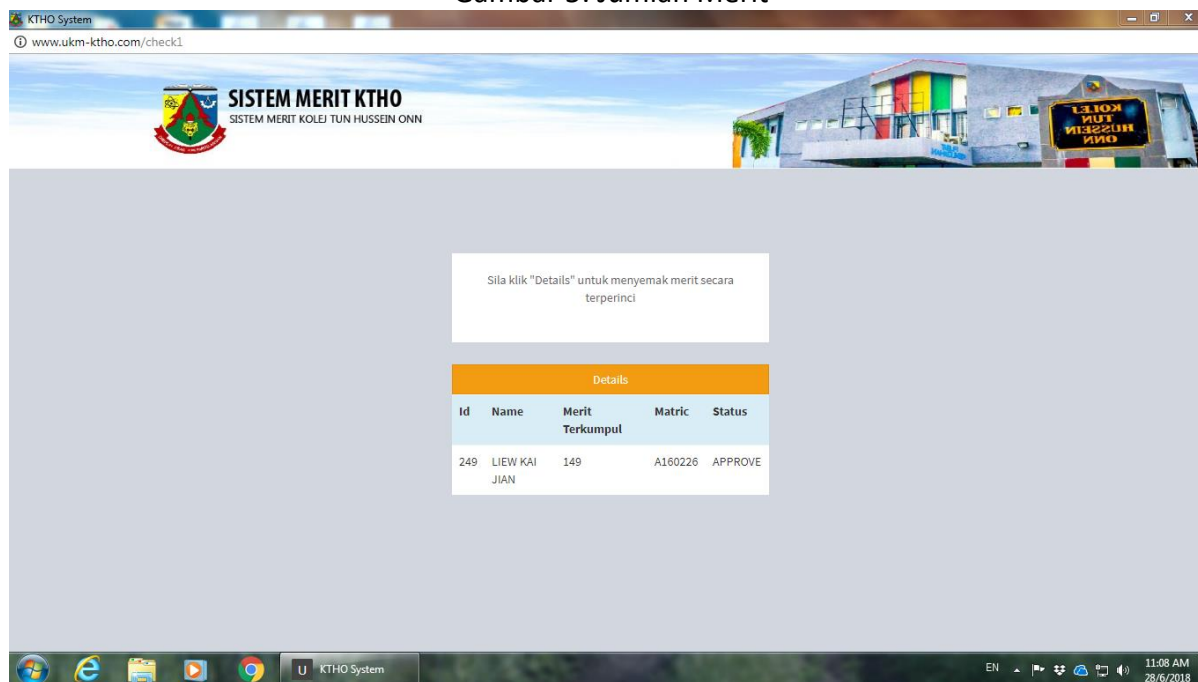 KTHO System
www.ukm-ktho.com/check1
SISTEM MERIT KTHO
SISTEM MERIT KOLEJ TUN HUSSEIN ONN
KOLEJ
TUN
HUSSEIN
ONN
Sila klik "Details" untuk menyemak merit secara
terperinci
Details
Id Name Merit Terkumpul Matric Status
249 LIEW KAI JIAN 149 A160226 APPROVE
U KTHO System
EN
11:08 AM
28/6/2018